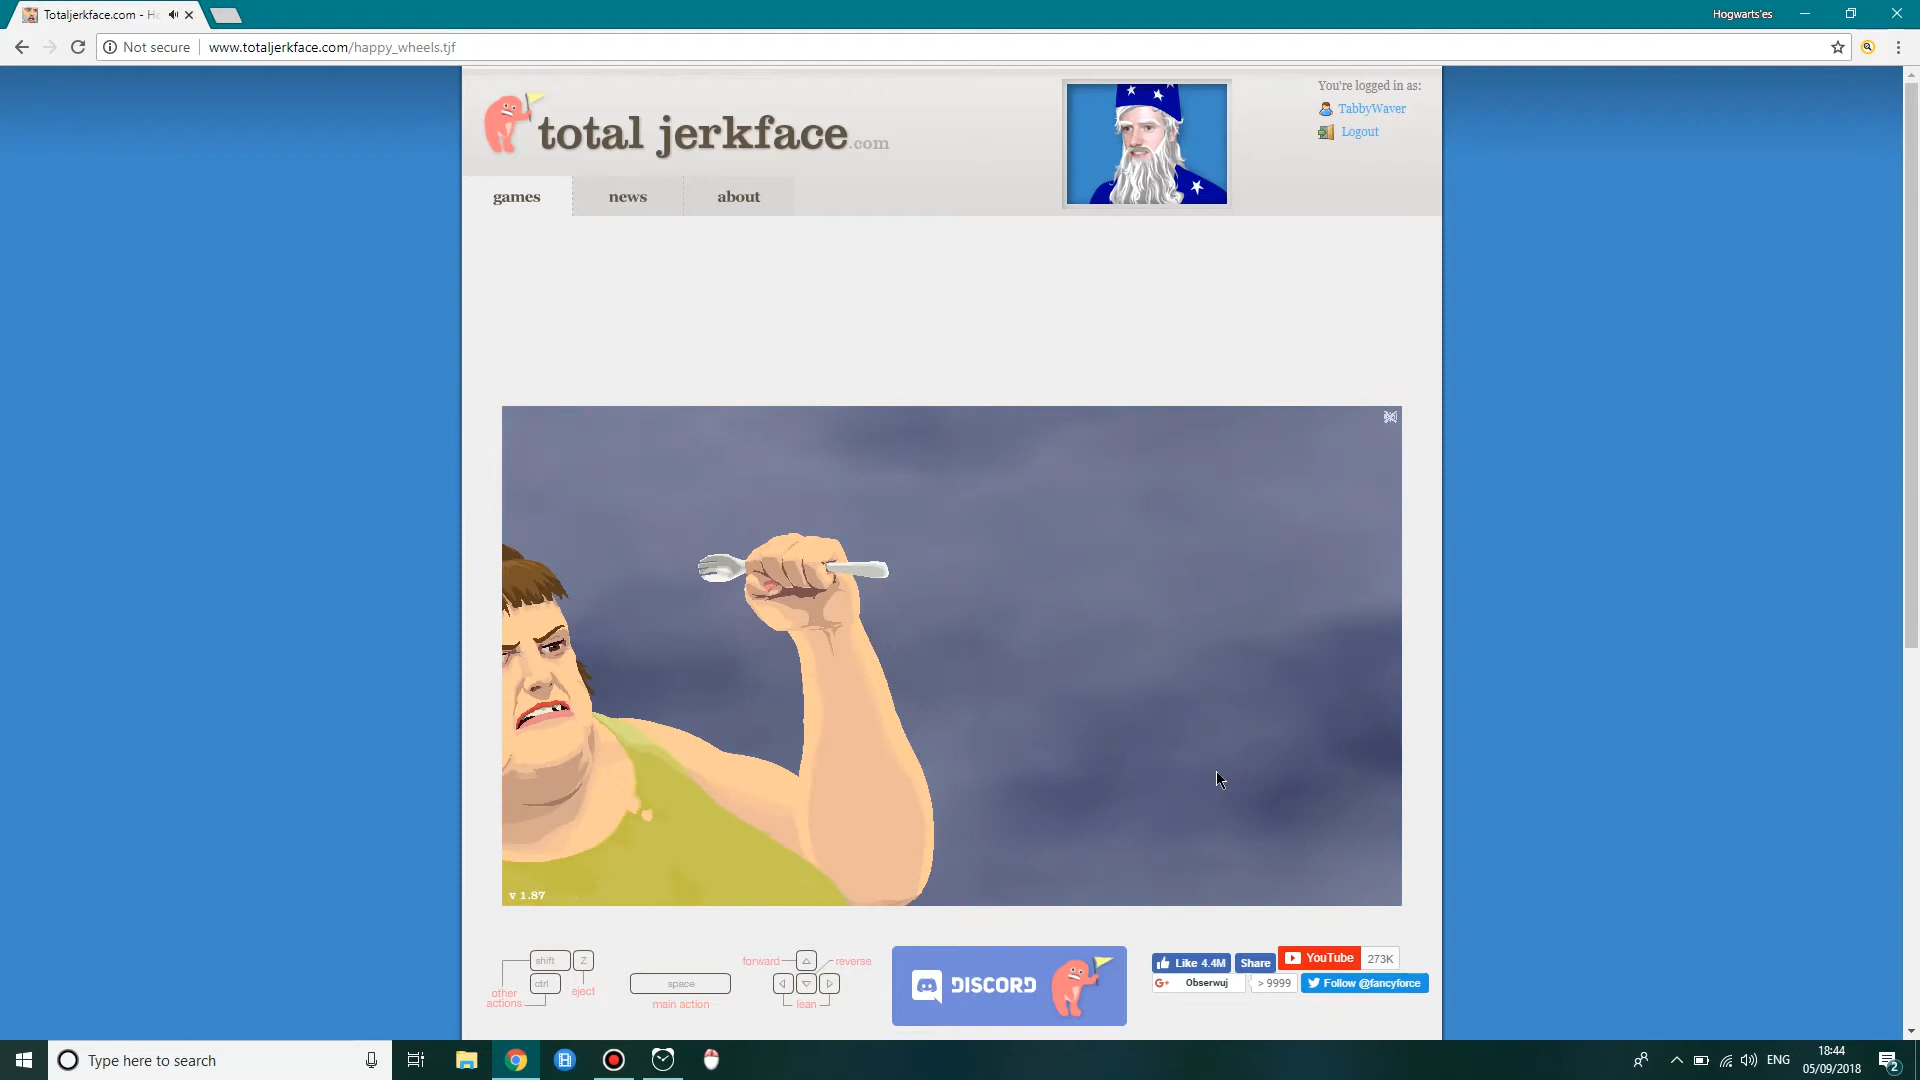 Totaljerkface.com - H
Hogwarts'es
Not secure
www.totaljerkface.com/happy_wheels.tjf
total jerkface.com
You're logged in as:
TabbyWaver
Logout
games
news
about
v 1.87
shift
Z
ctrl
other actions
eject
space
main action
forward
reverse
lean
DISCORD
Like 4.4M
Share
YouTube
273K
G+
Obserwuj
> 9999
Follow @fancyforce
Type here to search
ENG
18:44
05/09/2018
2